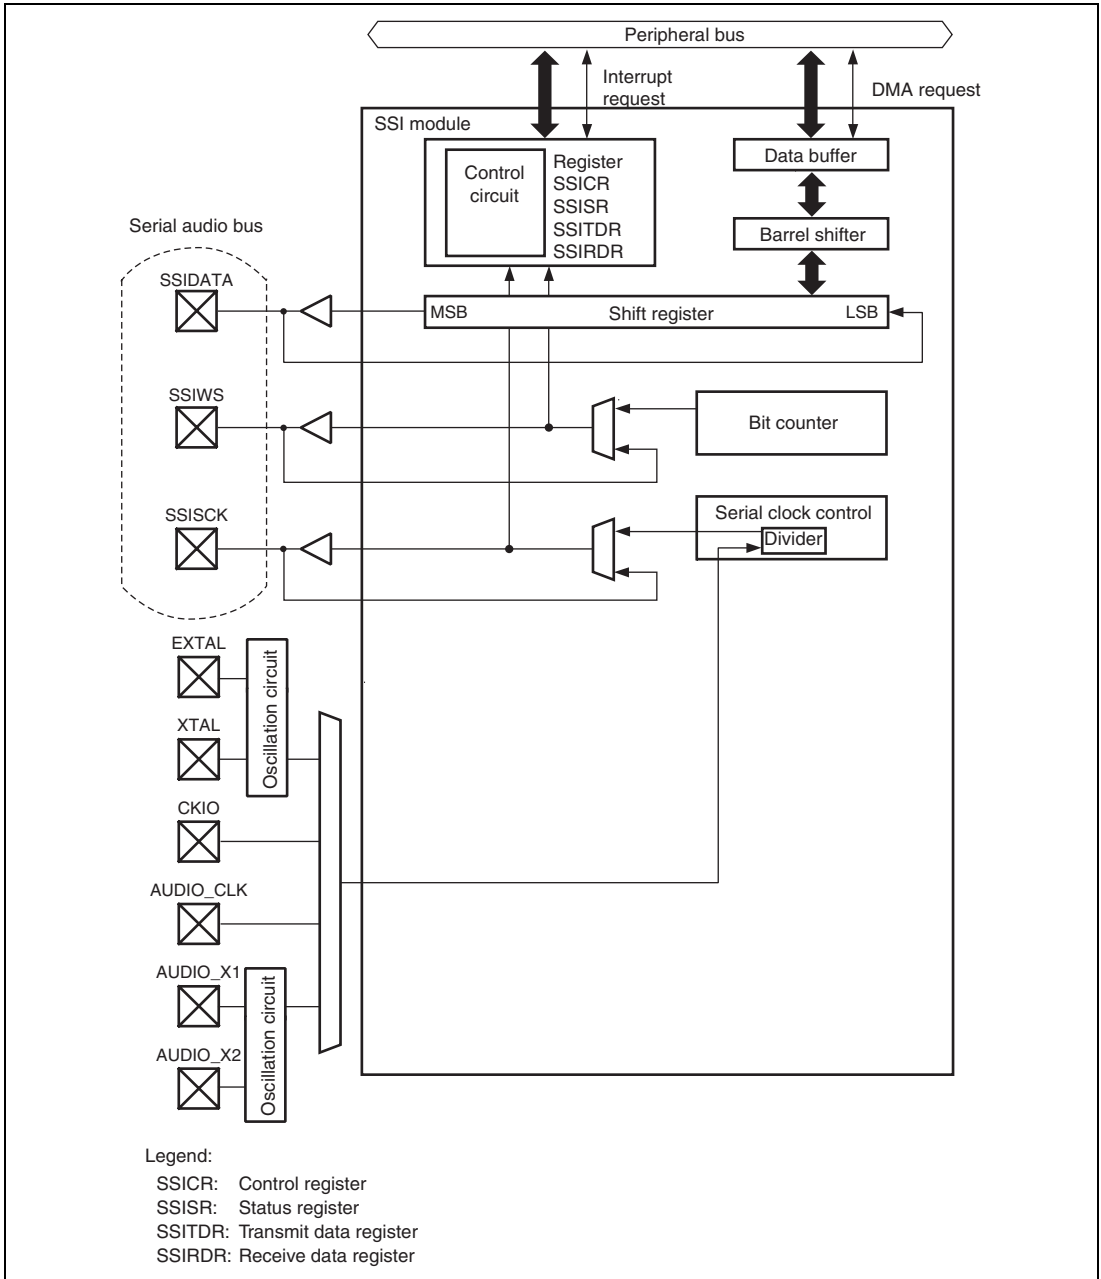 Peripheral bus
Interrupt
request
DMA request
SSI module
Control
circuit
Register
SSICR
SSISR
SSITDR
SSIRDR
Data buffer
Barrel shifter
Serial audio bus
SSIDATA
MSB
Shift register
LSB
SSIWS
Bit counter
SSISCK
Serial clock control
Divider
EXTAL
Oscillation circuit
XTAL
CKIO
AUDIO_CLK
AUDIO_X1
Oscillation circuit
AUDIO_X2
Legend:
SSICR: Control register
SSISR: Status register
SSITDR: Transmit data register
SSIRDR: Receive data register